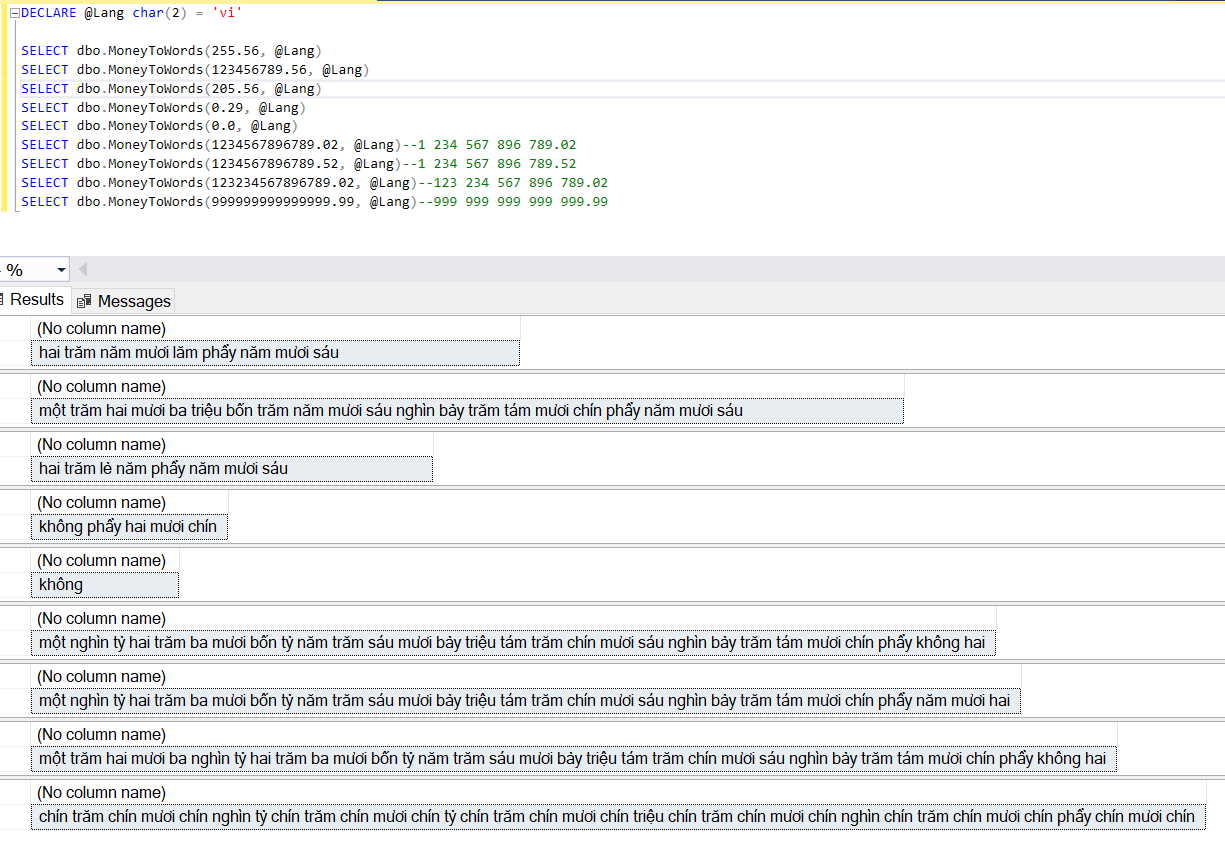 DECLARE @Lang char(2) = 'vi'
SELECT dbo.MoneyToWords(255.56, @Lang)
SELECT dbo.MoneyToWords(123456789.56, @Lang)
SELECT dbo.MoneyToWords(205.56, @Lang)
SELECT dbo.MoneyToWords(0.29, @Lang)
SELECT dbo.MoneyToWords(0.0, @Lang)
SELECT dbo.MoneyToWords(1234567896789.02, @Lang)--1 234 567 896 789.02
SELECT dbo.MoneyToWords(1234567896789.52, @Lang)--1 234 567 896 789.52
SELECT dbo.MoneyToWords(123234567896789.02, @Lang)--123 234 567 896 789.02
SELECT dbo.MoneyToWords(999999999999999.99, @Lang)--999 999 999 999 999.99
%
Results Messages
(No column name)
hai trăm năm mươi lăm phẩy năm mươi sáu
(No column name)
một trăm hai mươi ba triệu bốn trăm năm mươi sáu nghìn bảy trăm tám mươi chín phẩy năm mươi sáu
(No column name)
hai trăm lẻ năm phẩy năm mươi sáu
(No column name)
không phẩy hai mươi chín
(No column name)
không
(No column name)
một nghìn tỷ hai trăm ba mươi bốn tỷ năm trăm sáu mươi bảy triệu tám trăm chín mươi sáu nghìn bảy trăm tám mươi chín phẩy không hai
(No column name)
một nghìn tỷ hai trăm ba mươi bốn tỷ năm trăm sáu mươi bảy triệu tám trăm chín mươi sáu nghìn bảy trăm tám mươi chín phẩy năm mươi hai
(No column name)
một trăm hai mươi ba nghìn tỷ hai trăm ba mươi bốn tỷ năm trăm sáu mươi bảy triệu tám trăm chín mươi sáu nghìn bảy trăm tám mươi chín phẩy không hai
(No column name)
chín trăm chín mươi chín nghìn tỷ chín trăm chín mươi chín tỷ chín trăm chín mươi chín triệu chín trăm chín mươi chín nghìn chín trăm chín mươi chín phẩy chín mươi chín